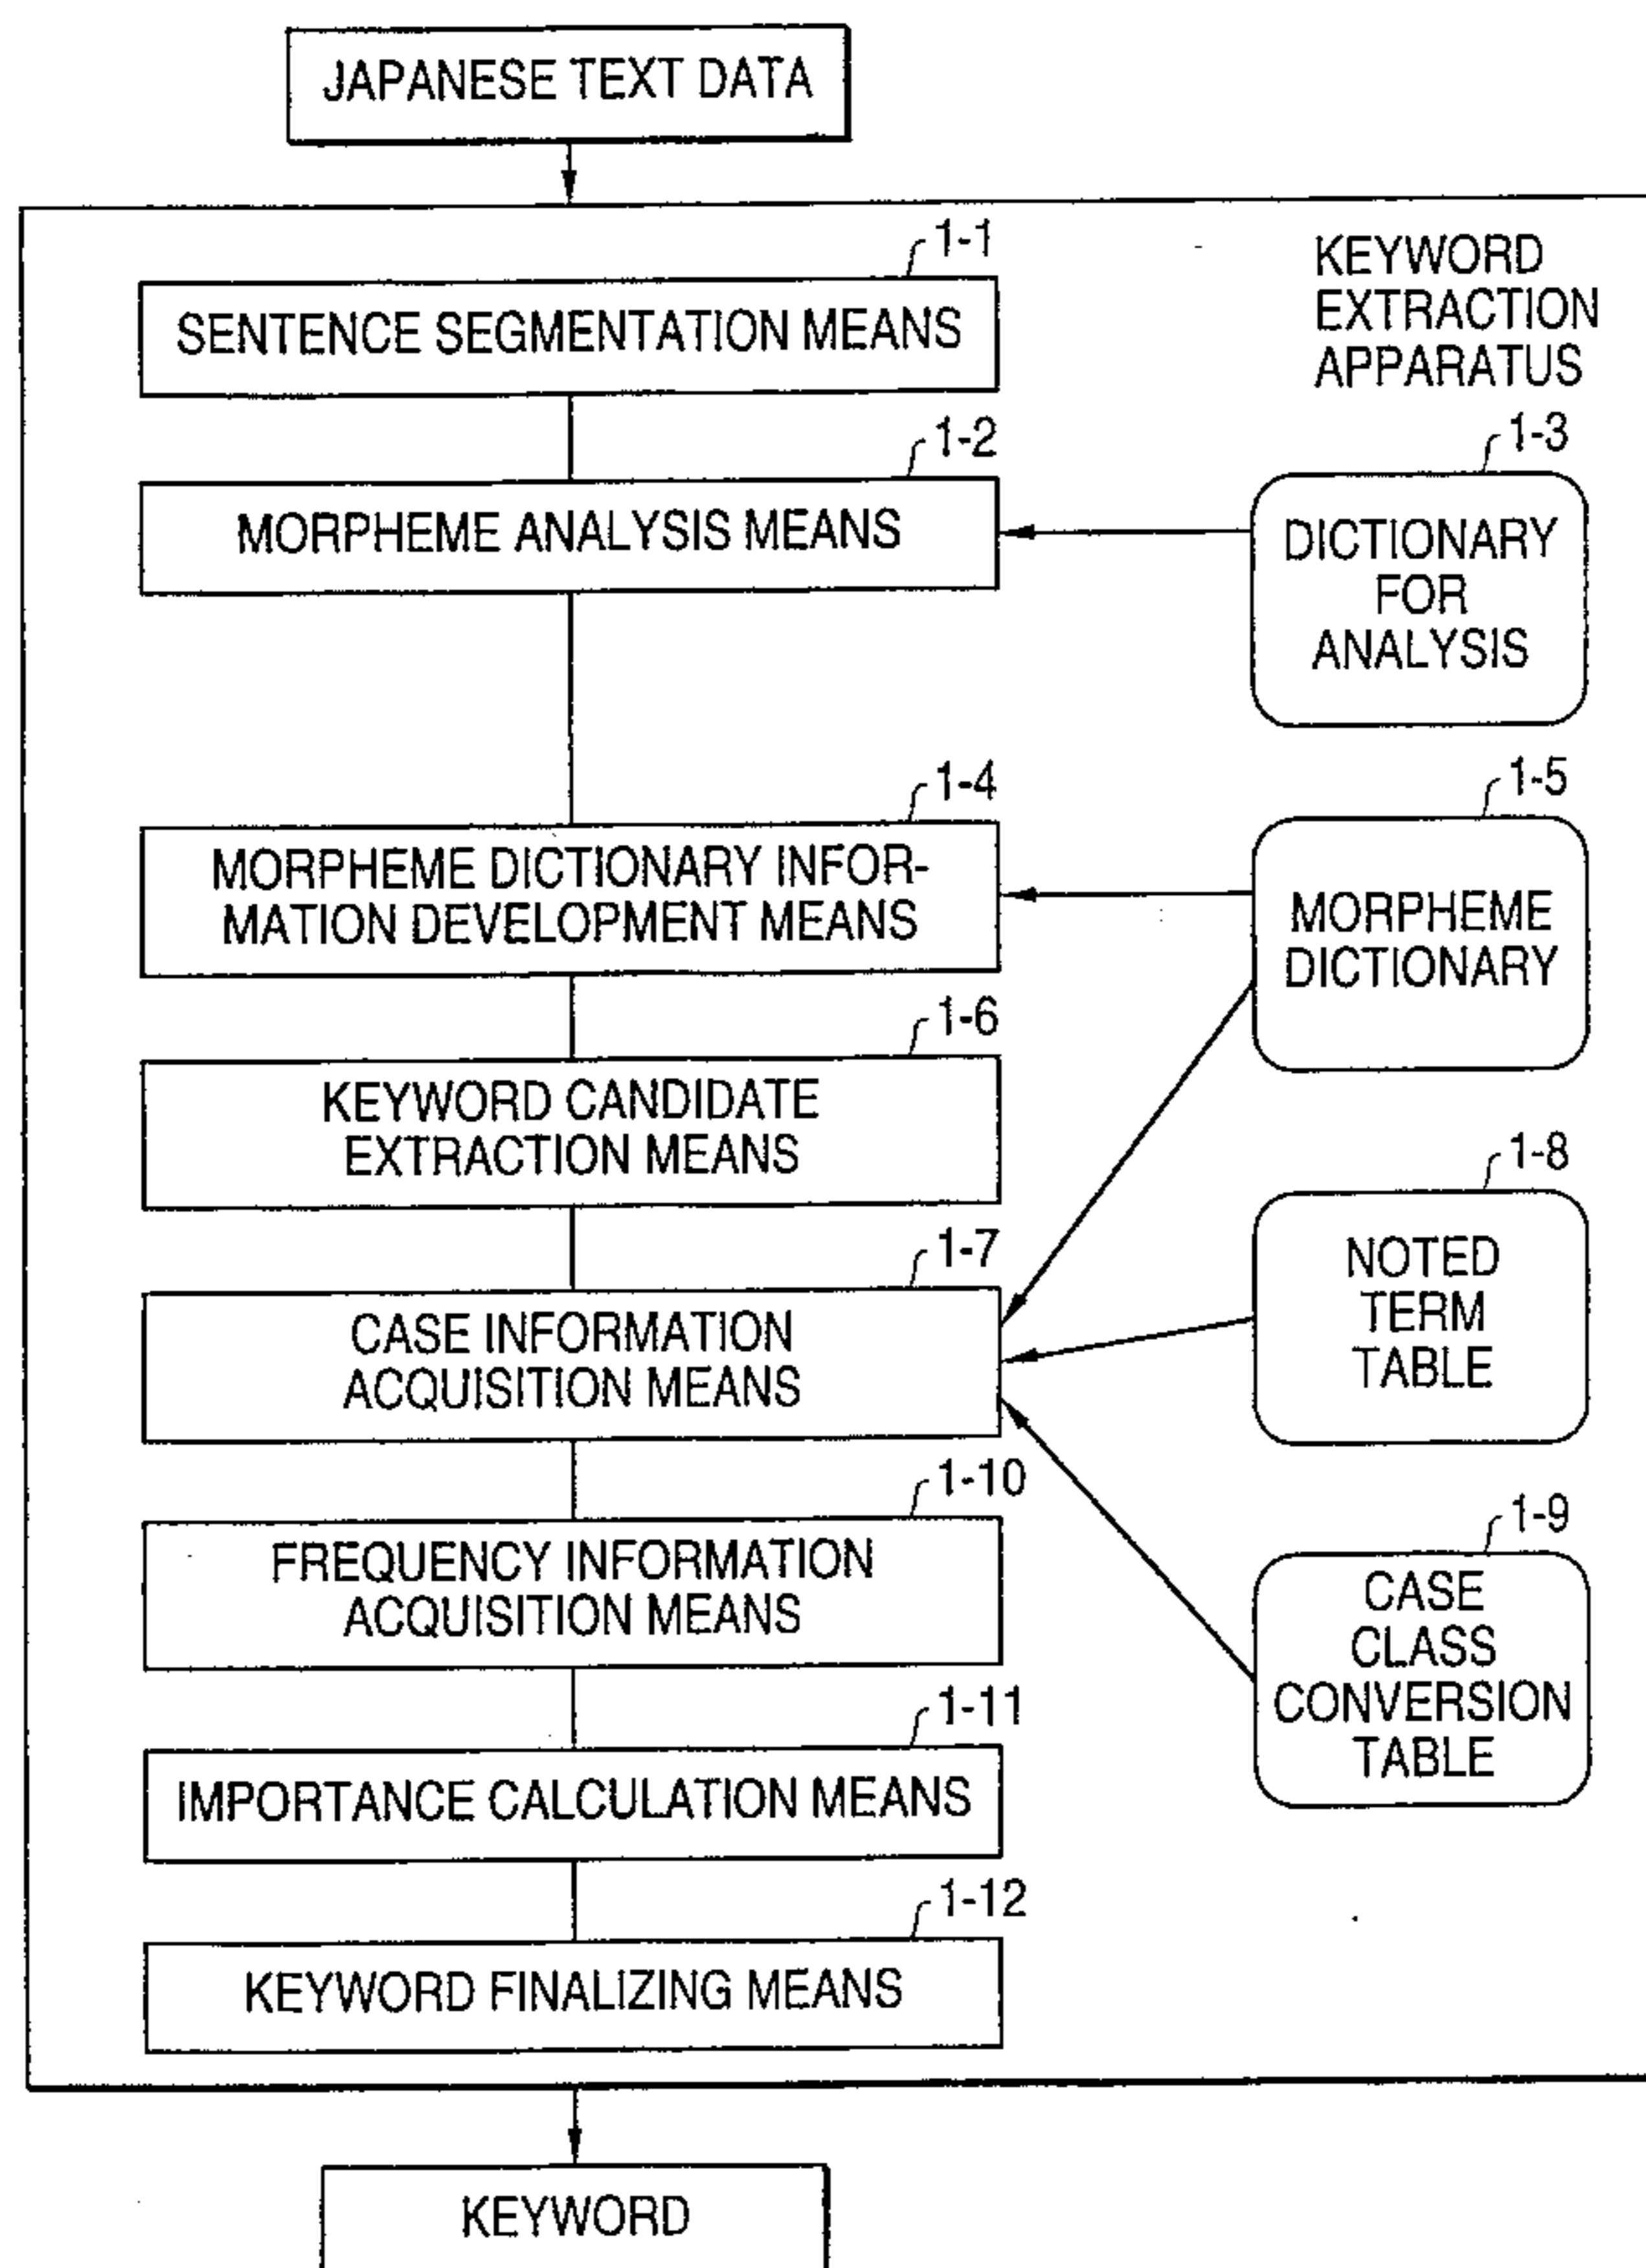 JAPANESE TEXT DATA
KEYWORD
EXTRACTION
APPARATUS
1-1
SENTENCE SEGMENTATION MEANS
1-2
MORPHEME ANALYSIS MEANS
1-3
DICTIONARY
FOR
ANALYSIS
1-4
MORPHEME DICTIONARY INFOR-
MATION DEVELOPMENT MEANS
1-5
MORPHEME
DICTIONARY
1-6
KEYWORD CANDIDATE
EXTRACTION MEANS
1-7
CASE INFORMATION
ACQUISITION MEANS
1-8
NOTED
TERM
TABLE
1-9
CASE
CLASS
CONVERSION
TABLE
1-10
FREQUENCY INFORMATION
ACQUISITION MEANS
1-11
IMPORTANCE CALCULATION MEANS
1-12
KEYWORD FINALIZING MEANS
KEYWORD